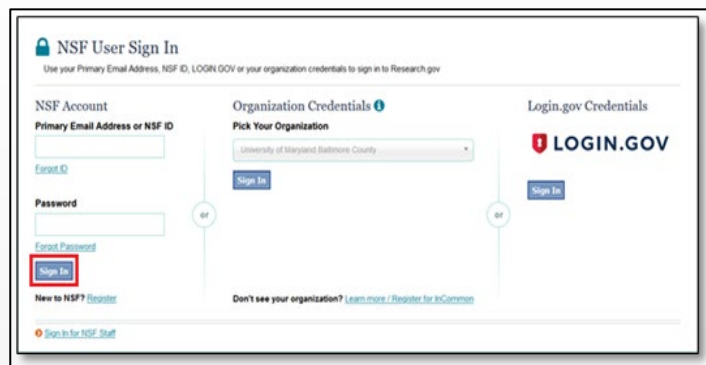 NSF User Sign In
Use your Primary Email Address, NSF ID, LOGIN.GOV or your organization credentials to sign in to Research.gov
NSF Account
Primary Email Address or NSF ID
Forgot ID
Password
Forgot Password
Sign In
New to NSF? Register
or
Organization Credentials
Pick Your Organization
University of Maryland Baltimore County
Sign In
Don't see your organization? Learn more / Register for InCommon
or
Login.gov Credentials
LOGIN.GOV
Sign In
Sign In for NSF Staff